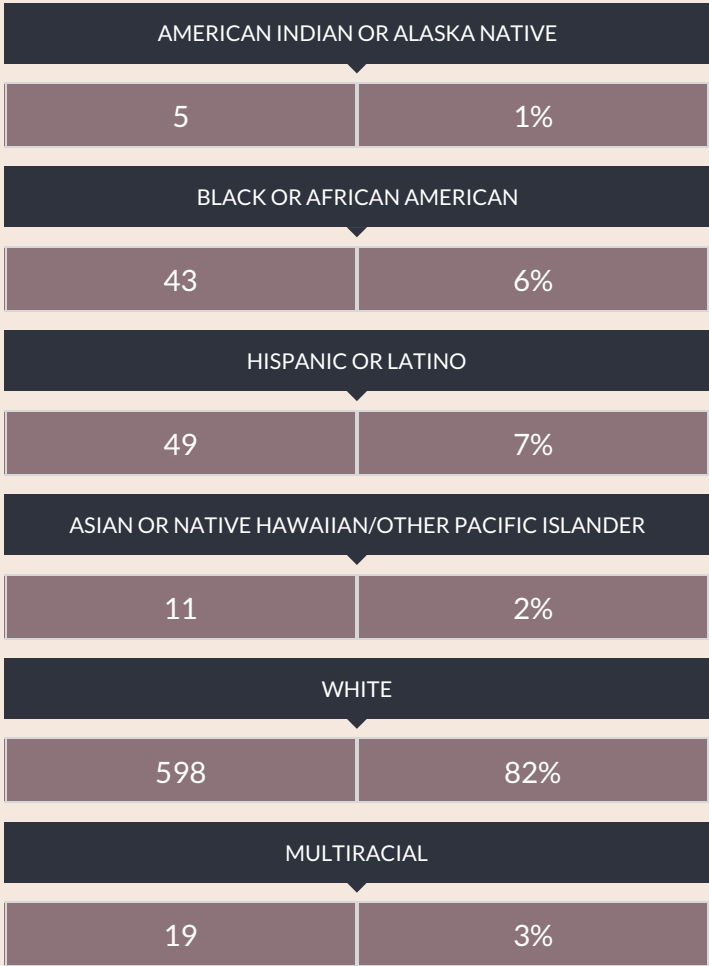 AMERICAN INDIAN OR ALASKA NATIVE
5 1%
BLACK OR AFRICAN AMERICAN
43 6%
HISPANIC OR LATINO
49 7%
ASIAN OR NATIVE HAWAIIAN/OTHER PACIFIC ISLANDER
11 2%
WHITE
598 82%
MULTIRACIAL
19 3%